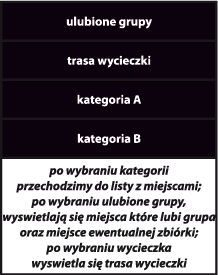 ulubione grupy
trasa wycieczki
kategoria A
kategoria B
po wybraniu kategorii
przechodzimy do listy z miejscami;
po wybraniu ulubione grupy,
wyswietlają się miejsca które lubi grupa
oraz miejsce ewentualnej zbiórki;
po wybraniu wycieczka
wyswietla się trasa wycieczki